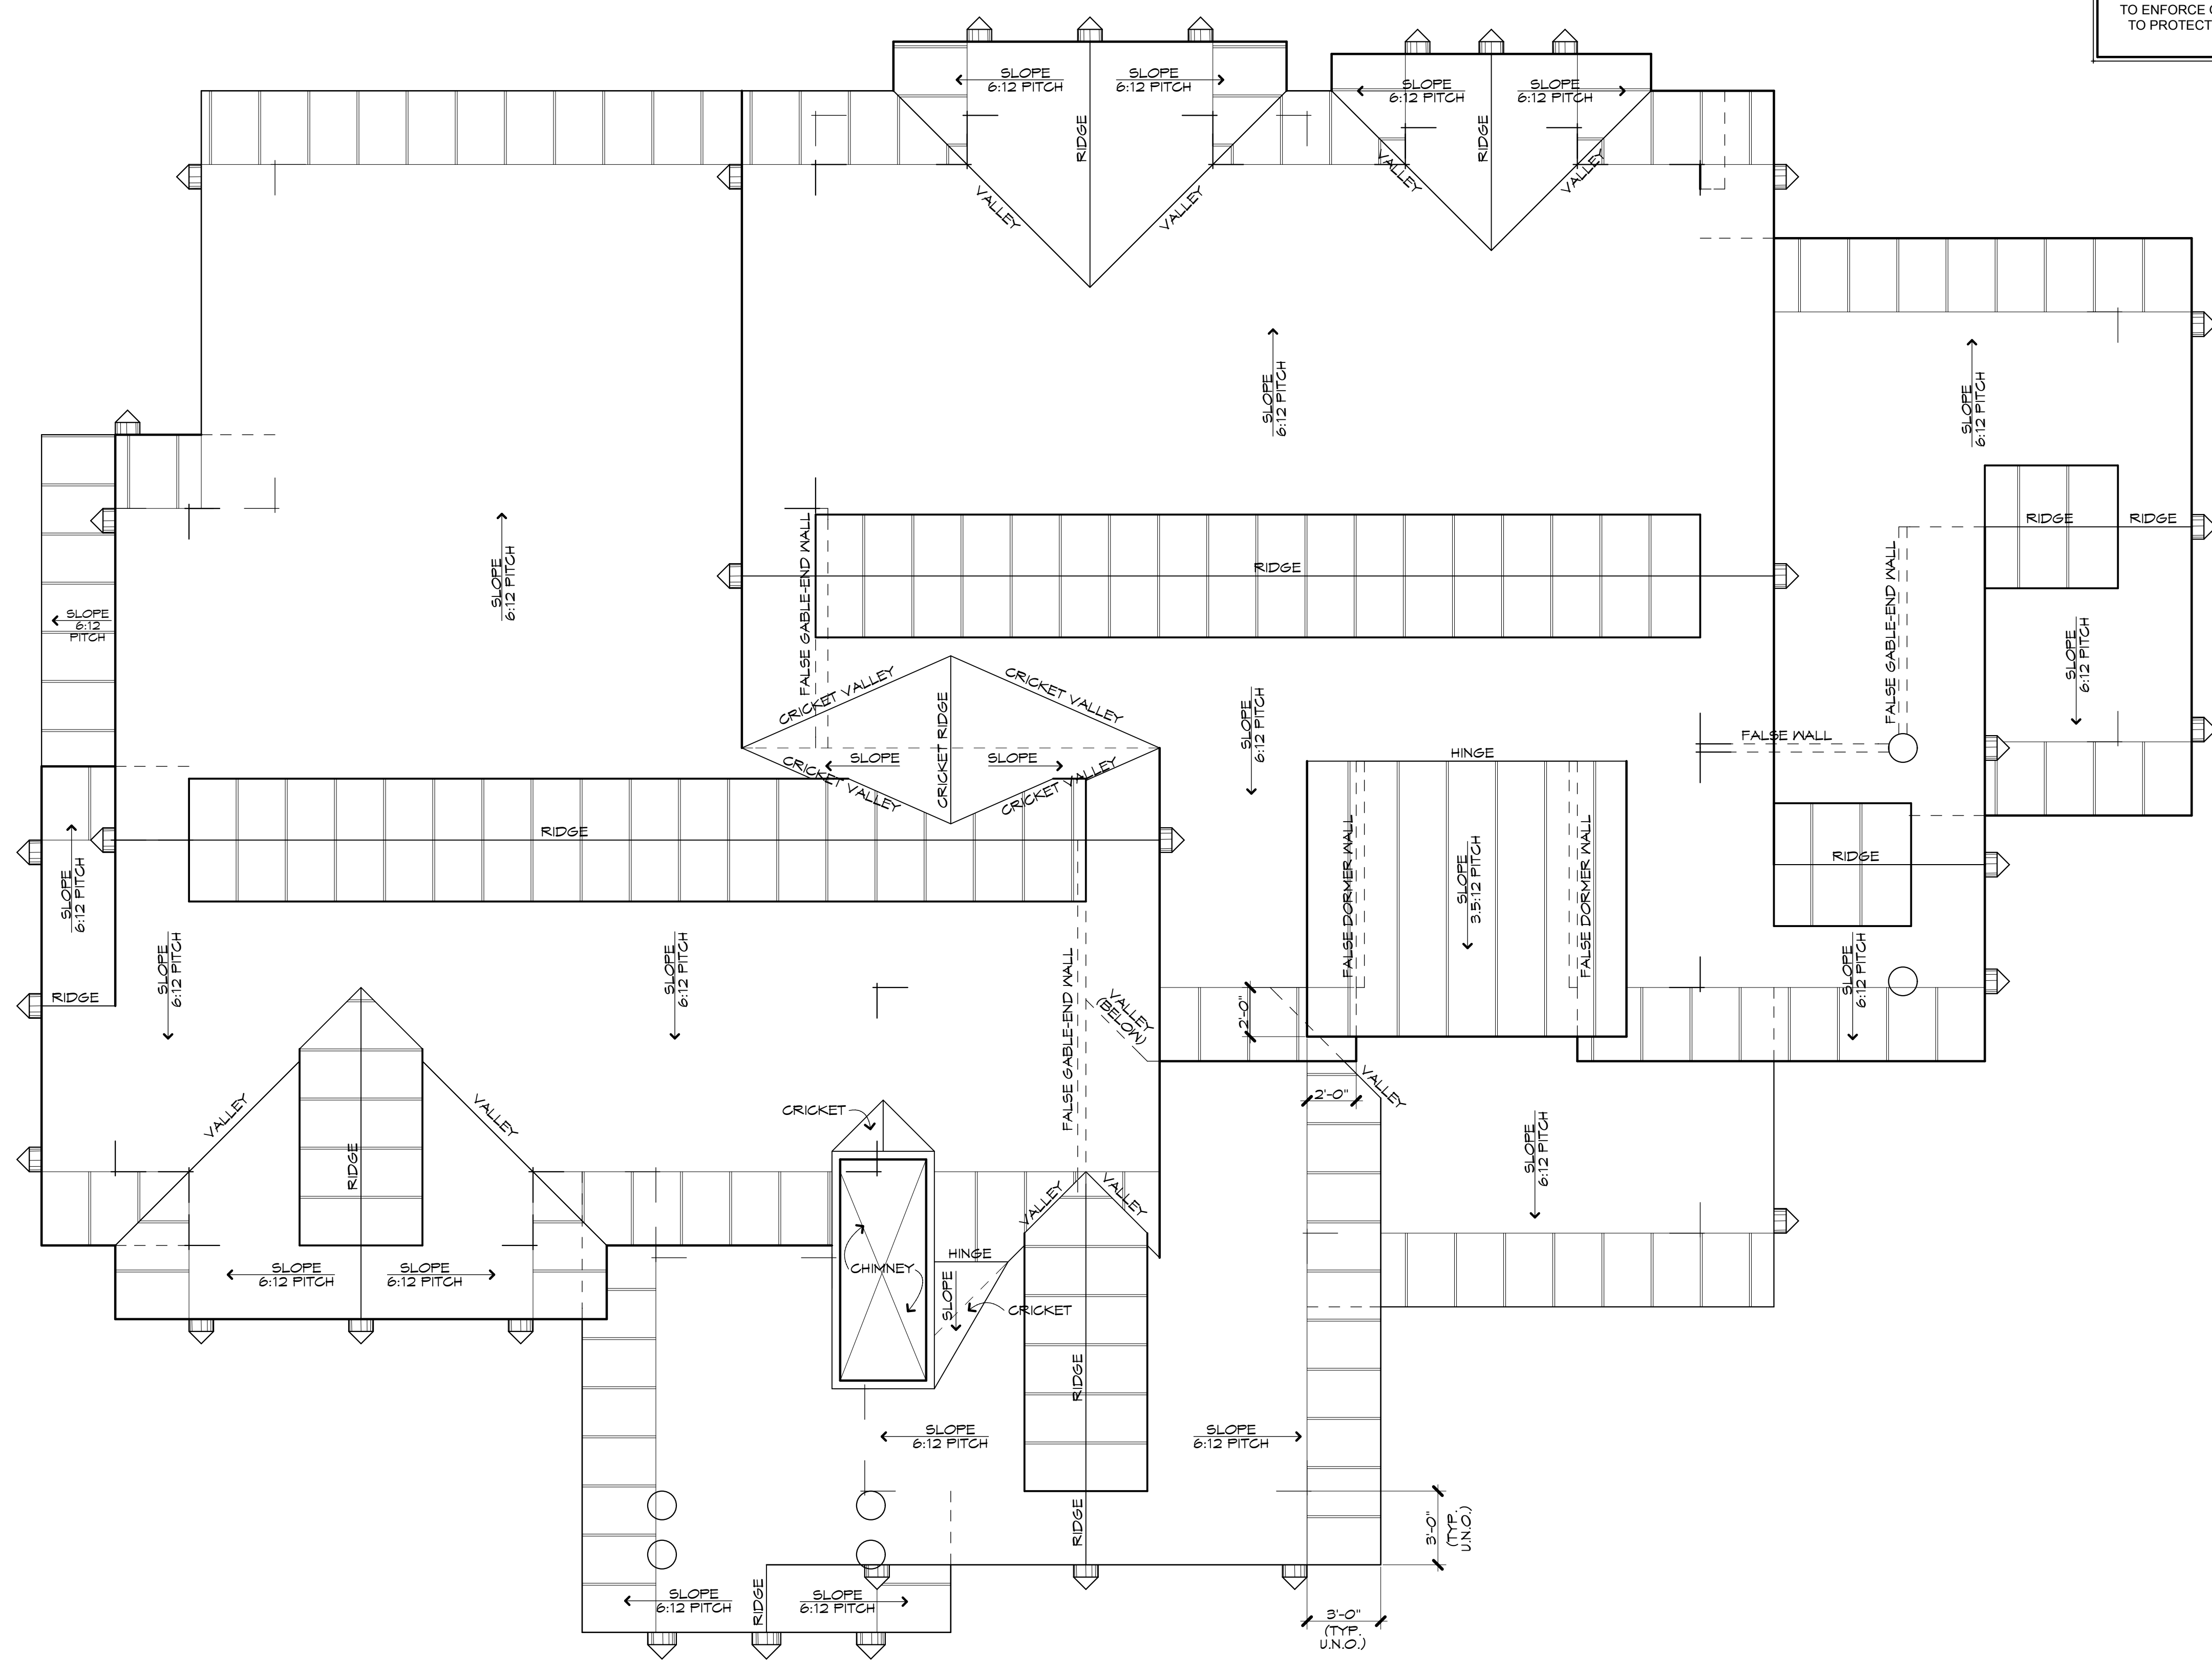 TO ENFORCE
TO PROTECT
SLOPE
6:12 PITCH
SLOPE
6:12 PITCH
SLOPE
6:12 PITCH
SLOPE
6:12 PITCH
RIDGE
RIDGE
VALLEY
VALLEY
VALLEY
VALLEY
SLOPE
6:12 PITCH
SLOPE
6:12 PITCH
SLOPE
6:12 PITCH
FALSE GABLE-END WALL
RIDGE
RIDGE
RIDGE
FALSE GABLE-END WALL
SLOPE
6:12
PITCH
SLOPE
6:12 PITCH
CRICKET VALLEY
CRICKET VALLEY
CRICKET RIDGE
SLOPE
SLOPE
CRICKET VALLEY
CRICKET VALLEY
SLOPE
6:12 PITCH
FALSE WALL
HINGE
RIDGE
FALSE DORMER WALL
SLOPE
3.5:12 PITCH
FALSE DORMER WALL
RIDGE
SLOPE
6:12 PITCH
SLOPE
6:12 PITCH
SLOPE
6:12 PITCH
SLOPE
6:12 PITCH
RIDGE
FALSE GABLE-END WALL
VALLEY
(BELOW)
2'-0"
2'-0"
VALLEY
VALLEY
VALLEY
RIDGE
CRICKET
SLOPE
6:12 PITCH
VALLEY
VALLEY
HINGE
CHIMNEY
SLOPE
CRICKET
SLOPE
6:12 PITCH
SLOPE
6:12 PITCH
RIDGE
SLOPE
6:12 PITCH
SLOPE
6:12 PITCH
RIDGE
3'-0"
(TYP.
U.N.O.)
SLOPE
6:12 PITCH
RIDGE
SLOPE
6:12 PITCH
3'-0"
(TYP.
U.N.O.)